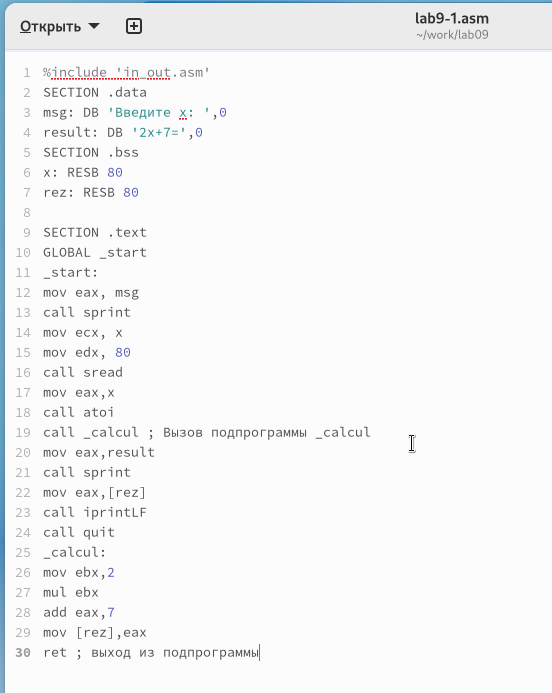 Открыть
lab9-1.asm
~/work/lab09
1 %include 'in_out.asm'
2 SECTION .data
3 msg: DB 'Введите x: ',0
4 result: DB '2x+7=',0
5 SECTION .bss
6 x: RESB 80
7 rez: RESB 80
8
9 SECTION .text
10 GLOBAL _start
11 _start:
12 mov eax, msg
13 call sprint
14 mov ecx, x
15 mov edx, 80
16 call sread
17 mov eax,x
18 call atoi
19 call _calcul ; Вызов подпрограммы _calcul
20 mov eax,result
21 call sprint
22 mov eax,[rez]
23 call iprintLF
24 call quit
25 _calcul:
26 mov ebx,2
27 mul ebx
28 add eax,7
29 mov [rez],eax
30 ret ; выход из подпрограммы